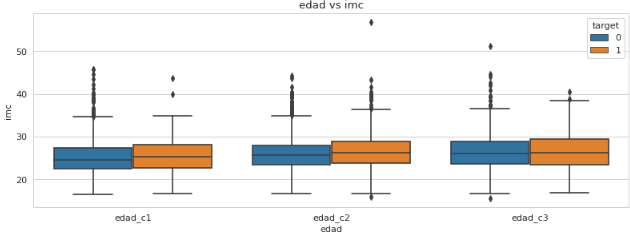 edad vs imc
target
0
1
50
40
30
20
imc
edad_c1
edad_c2
edad_c3
edad